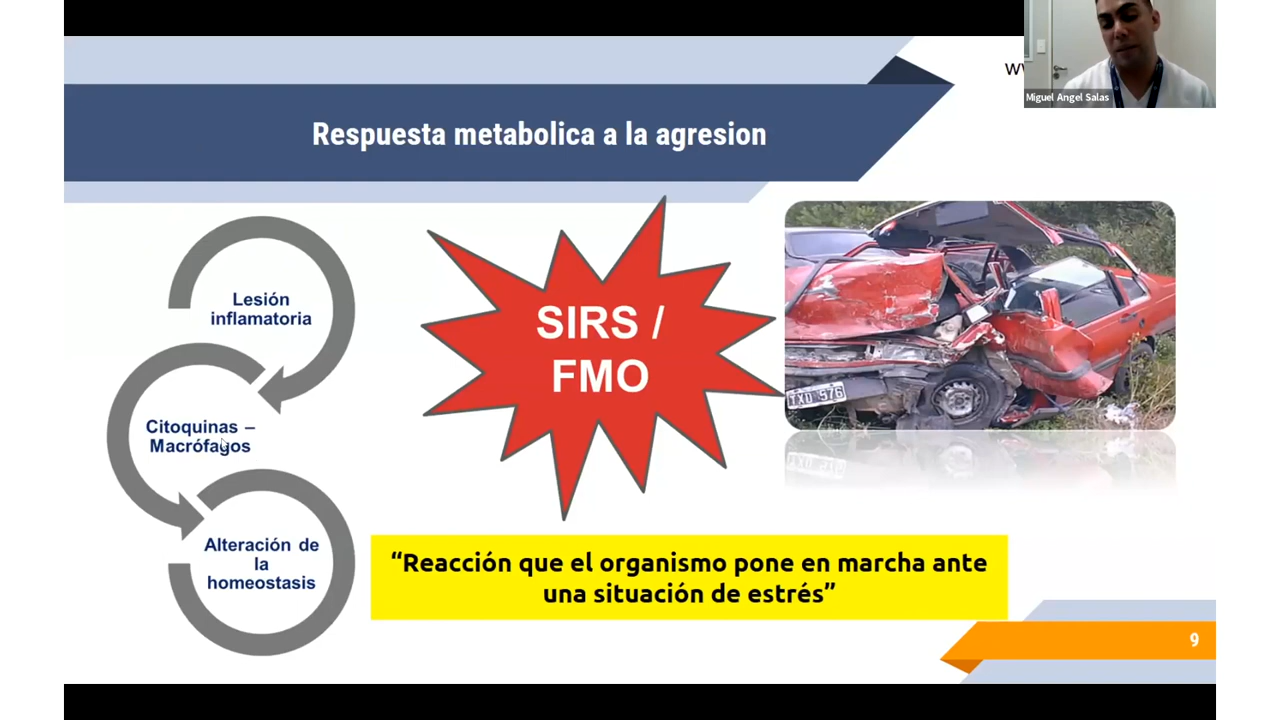 Respuesta metabolica a la agresion
Miguel Angel Salas
Lesión
inflamatoria
Citoquinas –
Macrófagos
Alteración de
la
homeostasis
SIRS /
FMO
TXD 576
“Reacción que el organismo pone en marcha ante
una situación de estrés”
9